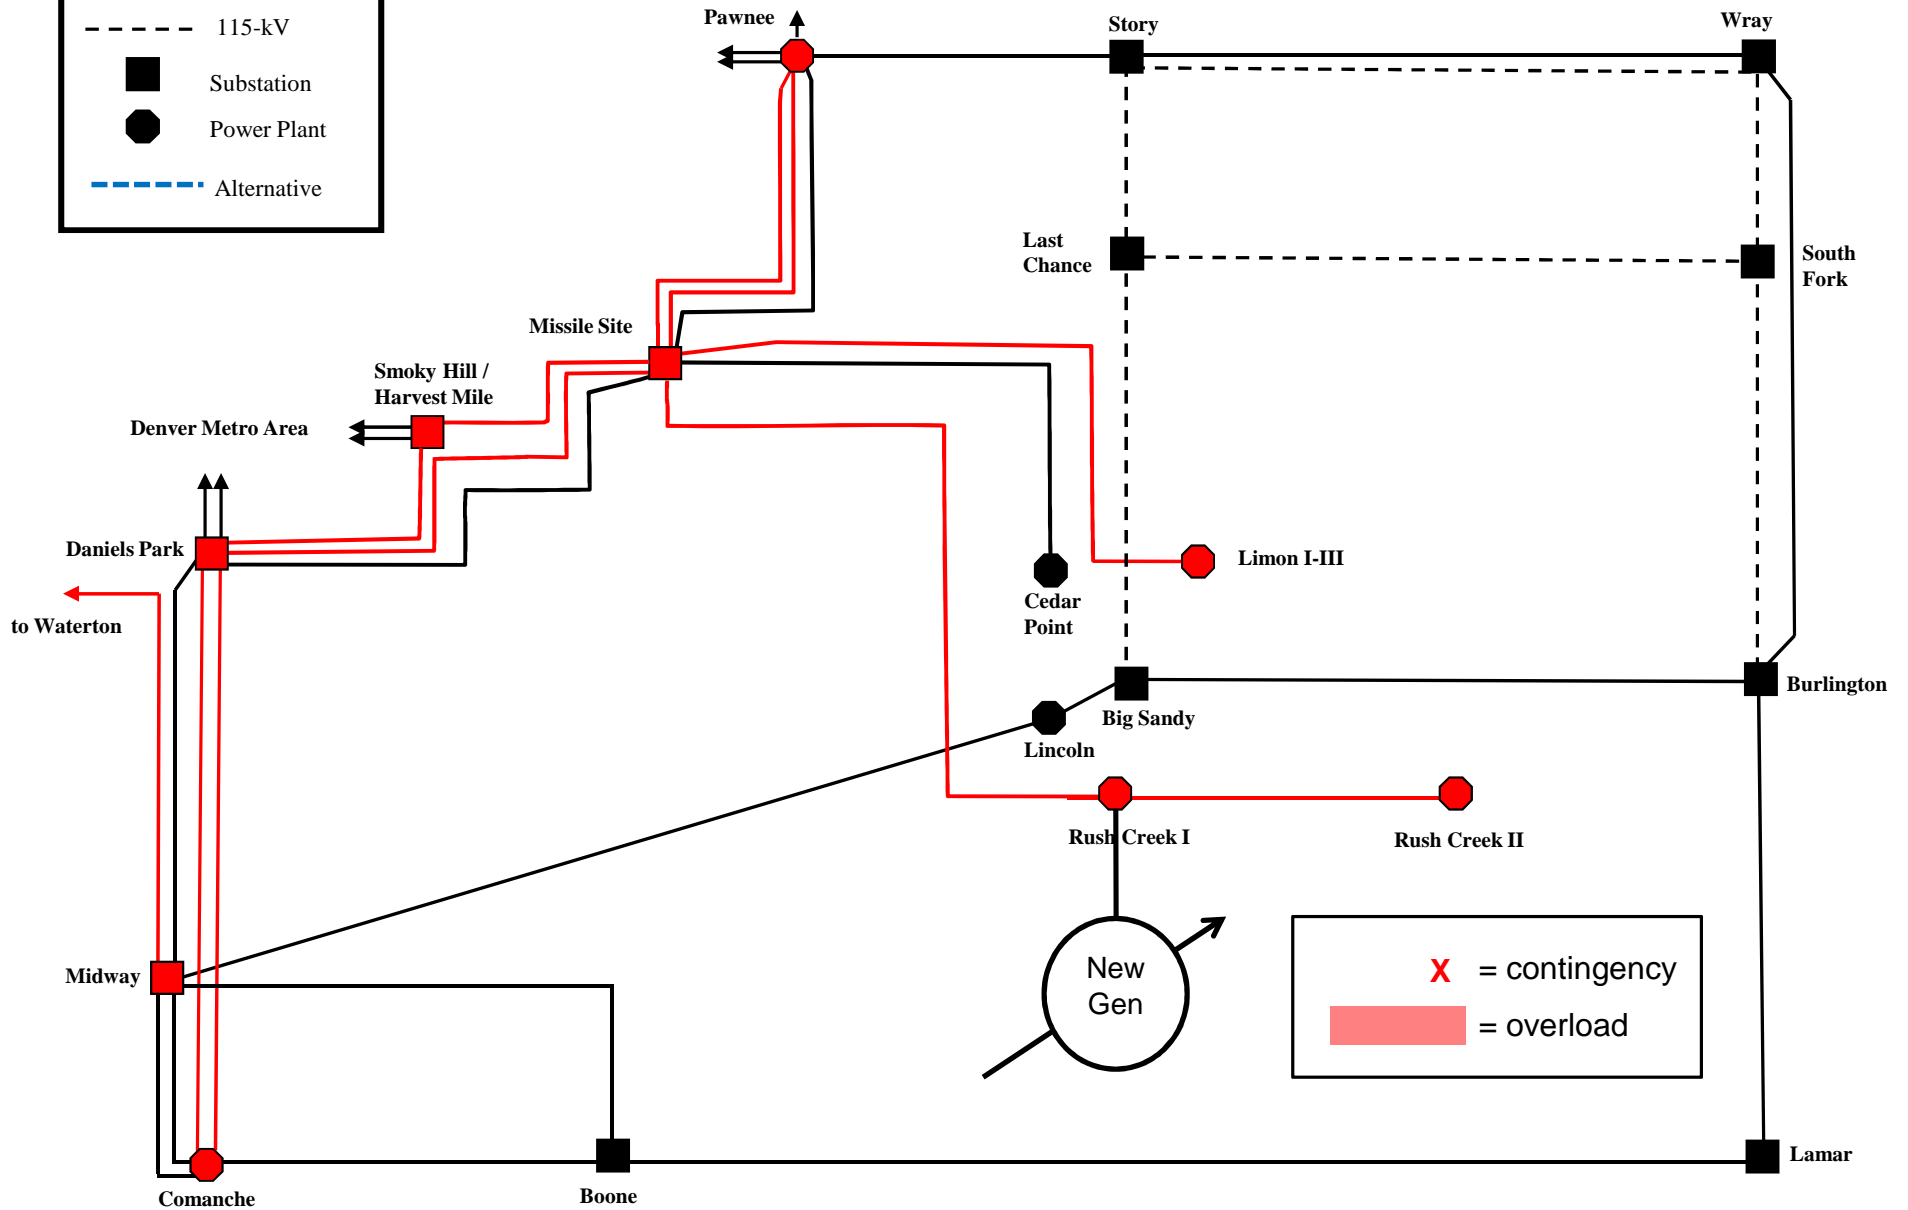 115-kV
Substation
Power Plant
Alternative
Pawnee
Story
Wray
Last
Chance
South
Fork
Missile Site
Smoky Hill /
Harvest Mile
Denver Metro Area
Daniels Park
to Waterton
Limon I-III
Cedar
Point
Burlington
Big Sandy
Lincoln
Rush Creek I
Rush Creek II
Midway
New
Gen
x = contingency
= overload
Lamar
Comanche
Boone